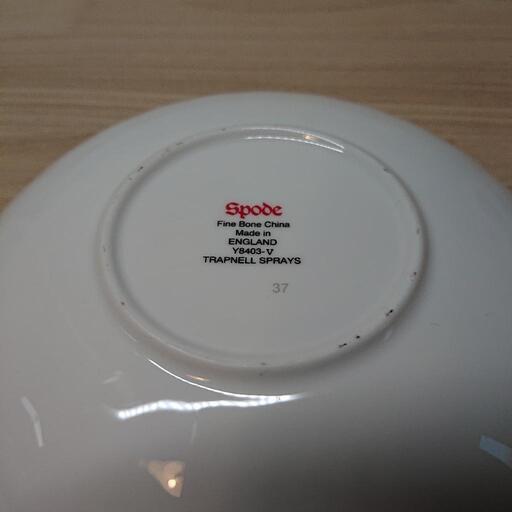 Spode
Fine Bone China
Made in
ENGLAND
Y8403-V
TRAPNELL SPRAYS
37